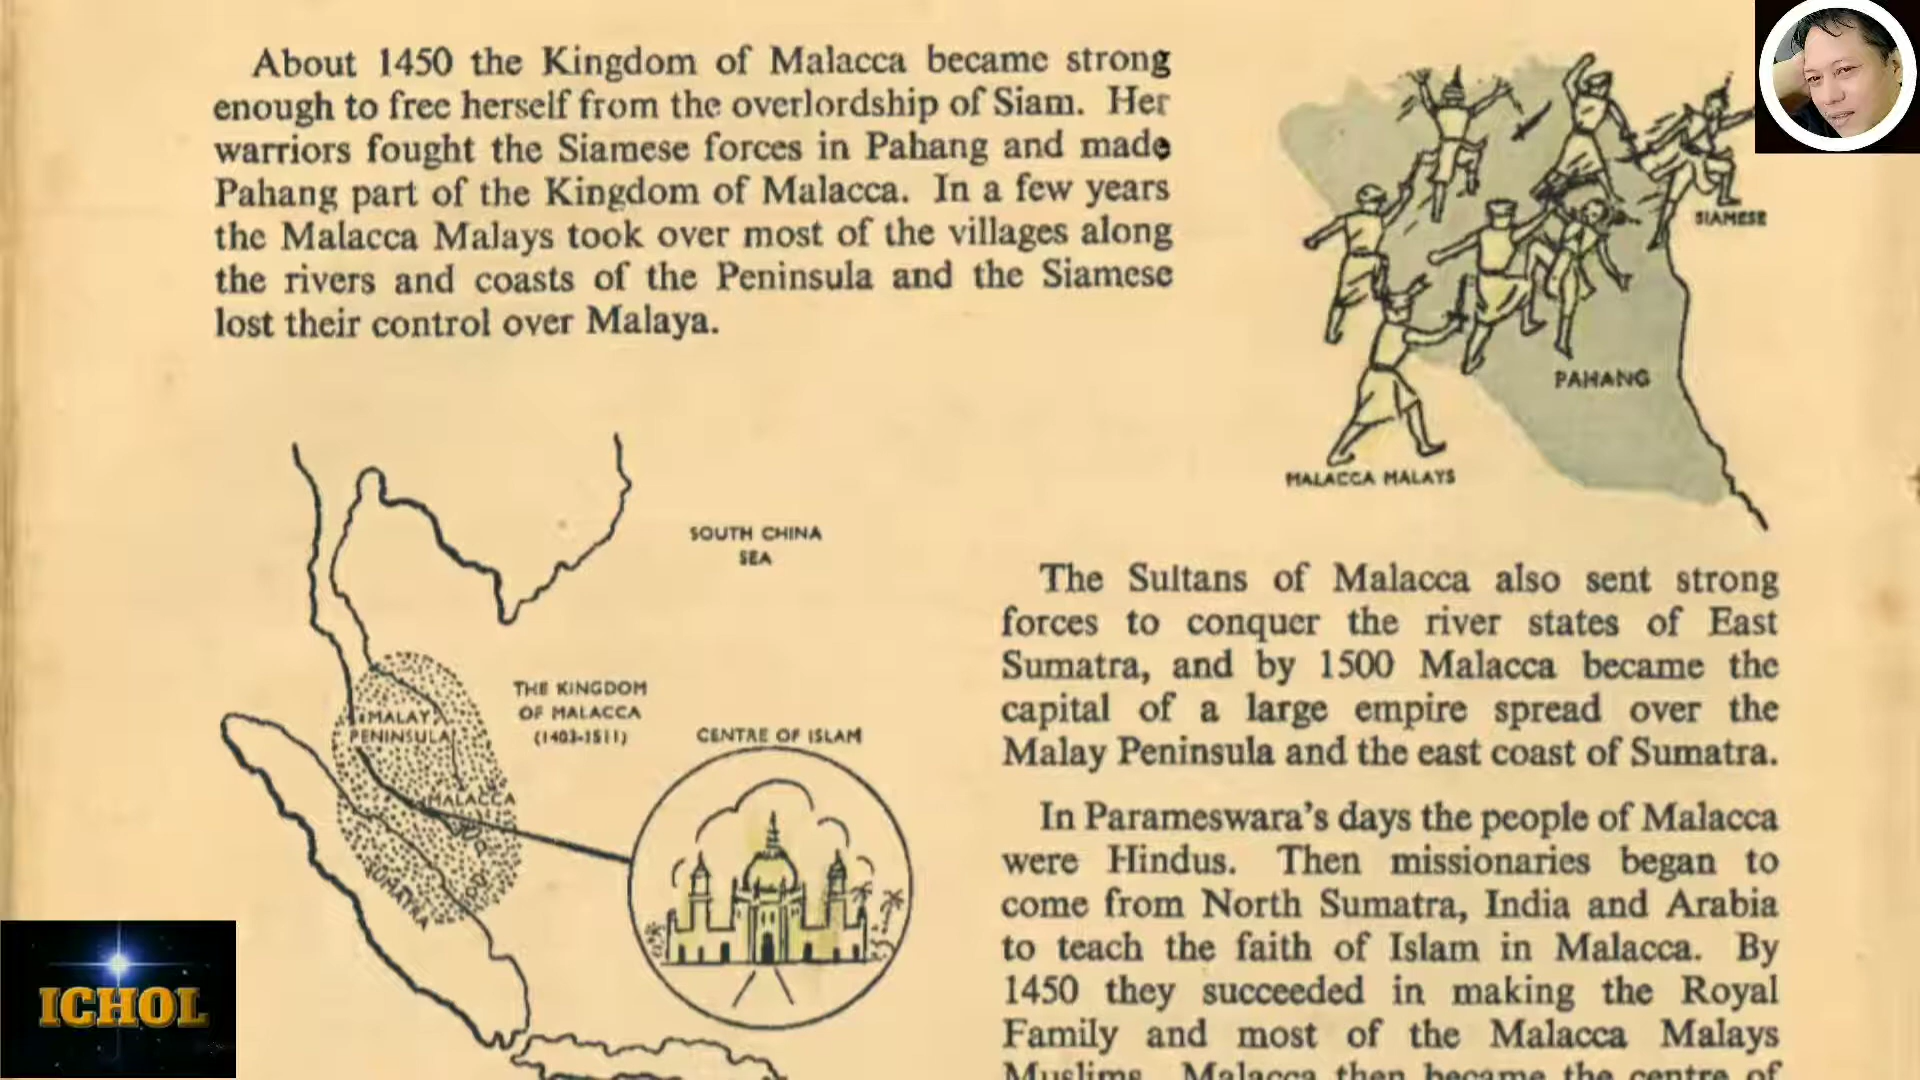 About 1450 the Kingdom of Malacca became strong
enough to free herself from the overlordship of Siam. Her
warriors fought the Siamese forces in Pahang and made
Pahang part of the Kingdom of Malacca. In a few years
the Malacca Malays took over most of the villages along
the rivers and coasts of the Peninsula and the Siamese
lost their control over Malaya.
SIAMESE
PAHANG
MALACCA MALAYS
SOUTH CHINA
SEA
THE KINGDOM
OF MALACCA
(1403-1511)
MALAY
PENINSULA
MALACCA
SUMATRA
CENTRE OF ISLAM
The Sultans of Malacca also sent strong
forces to conquer the river states of East
Sumatra, and by 1500 Malacca became the
capital of a large empire spread over the
Malay Peninsula and the east coast of Sumatra.
In Parameswara's days the people of Malacca
were Hindus. Then missionaries began to
come from North Sumatra, India and Arabia
to teach the faith of Islam in Malacca. By
1450 they succeeded in making the Royal
Family and most of the Malacca Malays
Muslims. Malacca then became the centre of
ICHOL